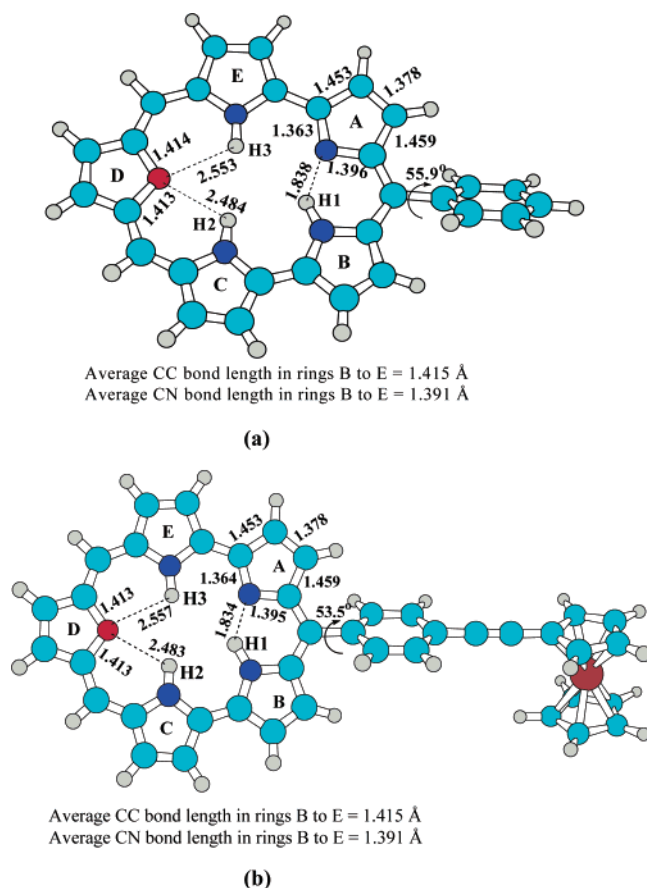 E
1.453
1.378
A
1.363
H3
1.459
1.414
2.553
1.396
55.9°
D
1.838
H1
1.413
2.484
H2
B
C
Average CC bond length in rings B to E = 1.415 Å
Average CN bond length in rings B to E = 1.391 Å
(a)
E
1.453
1.378
A
1.364
1.459
1.413
H3
1.395
2.557
53.5°
D
1.834
H1
1.413
2.483
H2
B
C
Average CC bond length in rings B to E = 1.415 Å
Average CN bond length in rings B to E = 1.391 Å
(b)